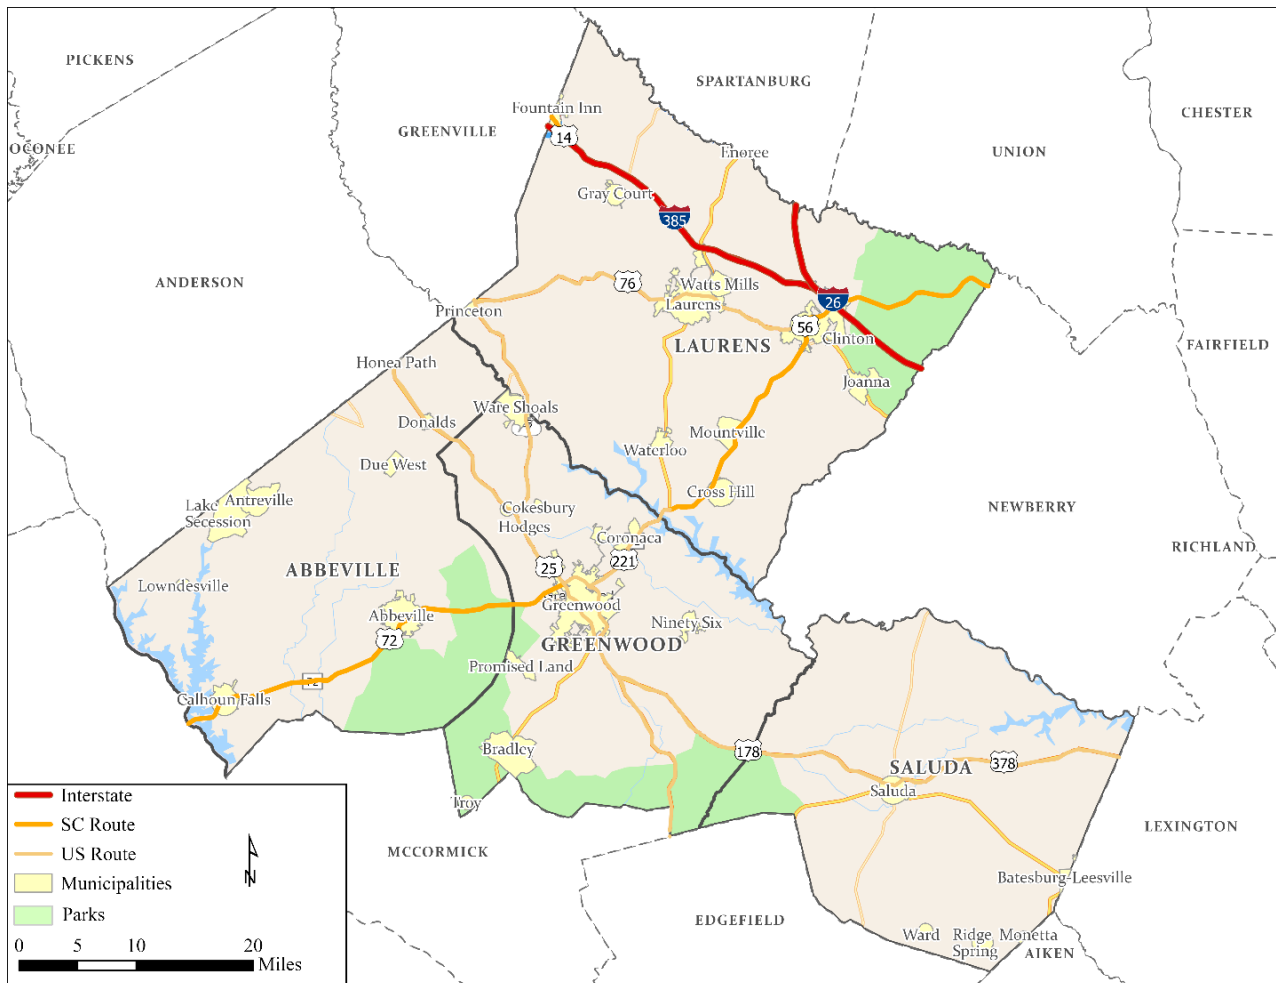 PICKENS
SPARTANBURG
Fountain Inn
CHESTER
GREENVILLE
14
OCONEE
Enoree
UNION
Gray Court
385
ANDERSON
76
Watts Mills
Laurens
26
Princeton
56
Clinton
LAURENS
FAIRFIELD
Honea Path
Joanna
Ware Shoals
Donalds
Mountville
Waterloo
Due West
Cross Hill
Antreville
Lake
Secession
Cokesbury
Hodges
NEWBERRY
Coronaca
RICHLAND
221
25
ABBEVILLE
Lowndesville
Greenwood
Abbeville
Ninety Six
72
GREENWOOD
Promised Land
72
Calhoun Falls
Bradley
178
SALUDA
378
Saluda
Interstate
Troy
SC Route
LEXINGTON
US Route
MCCORMICK
N
Municipalities
Batesburg-Leesville
Parks
EDGEFIELD
Ward
Ridge
Spring
Monetta
AIKEN
0 5 10 20
Miles